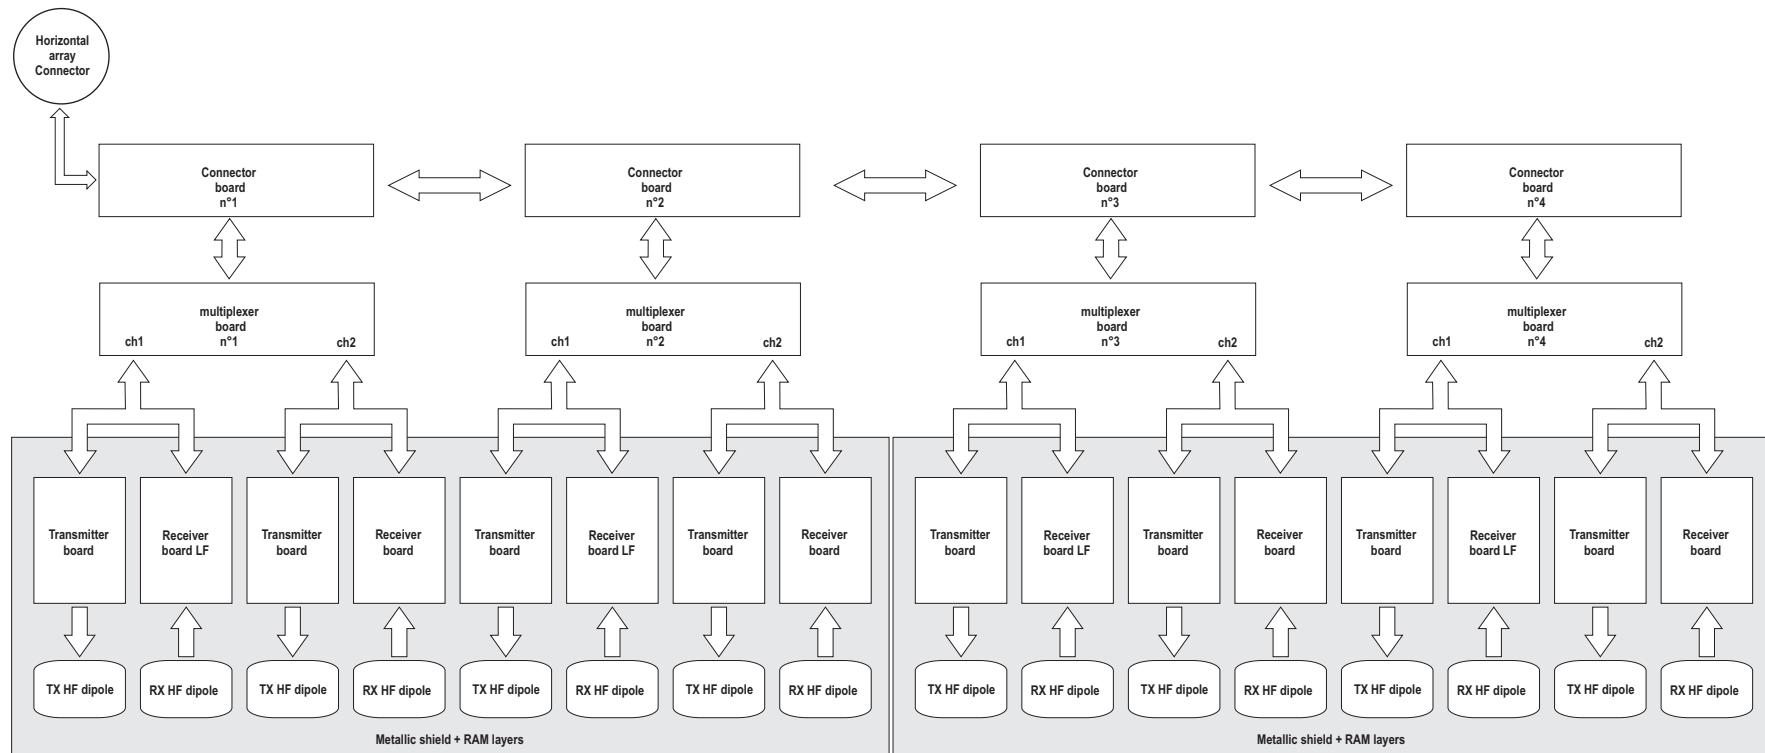 Horizontal
array
Connector
Connector
board
n°1
Connector
board
n°2
Connector
board
n°3
Connector
board
n°4
multiplexer
board
n°1
ch1
ch2
multiplexer
board
n°2
ch1
ch2
multiplexer
board
n°3
ch1
ch2
multiplexer
board
n°4
ch1
ch2
Transmitter
board
Receiver
board LF
Transmitter
board
Receiver
board
Transmitter
board
Receiver
board LF
Transmitter
board
Receiver
board
Transmitter
board
Receiver
board LF
Transmitter
board
Receiver
board
Transmitter
board
Receiver
board LF
Transmitter
board
Receiver
board
TX HF dipole
RX HF dipole
TX HF dipole
RX HF dipole
TX HF dipole
RX HF dipole
TX HF dipole
RX HF dipole
TX HF dipole
RX HF dipole
TX HF dipole
RX HF dipole
TX HF dipole
RX HF dipole
TX HF dipole
RX HF dipole
Metallic shield + RAM layers
Metallic shield + RAM layers